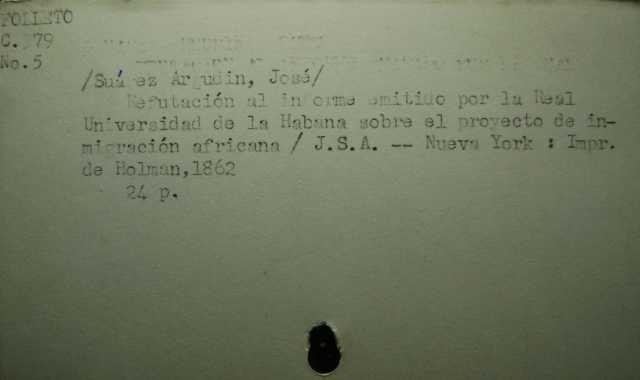 FOLLETO
C. 79
No.5
/Suárez Argudin, José/
Refutación al informe emitido por la Real
Universidad de la Habana sobre el proyecto de in-
migración africana / J.S.A. -- Nueva York : Impr.
de Holman,1862
24 p.